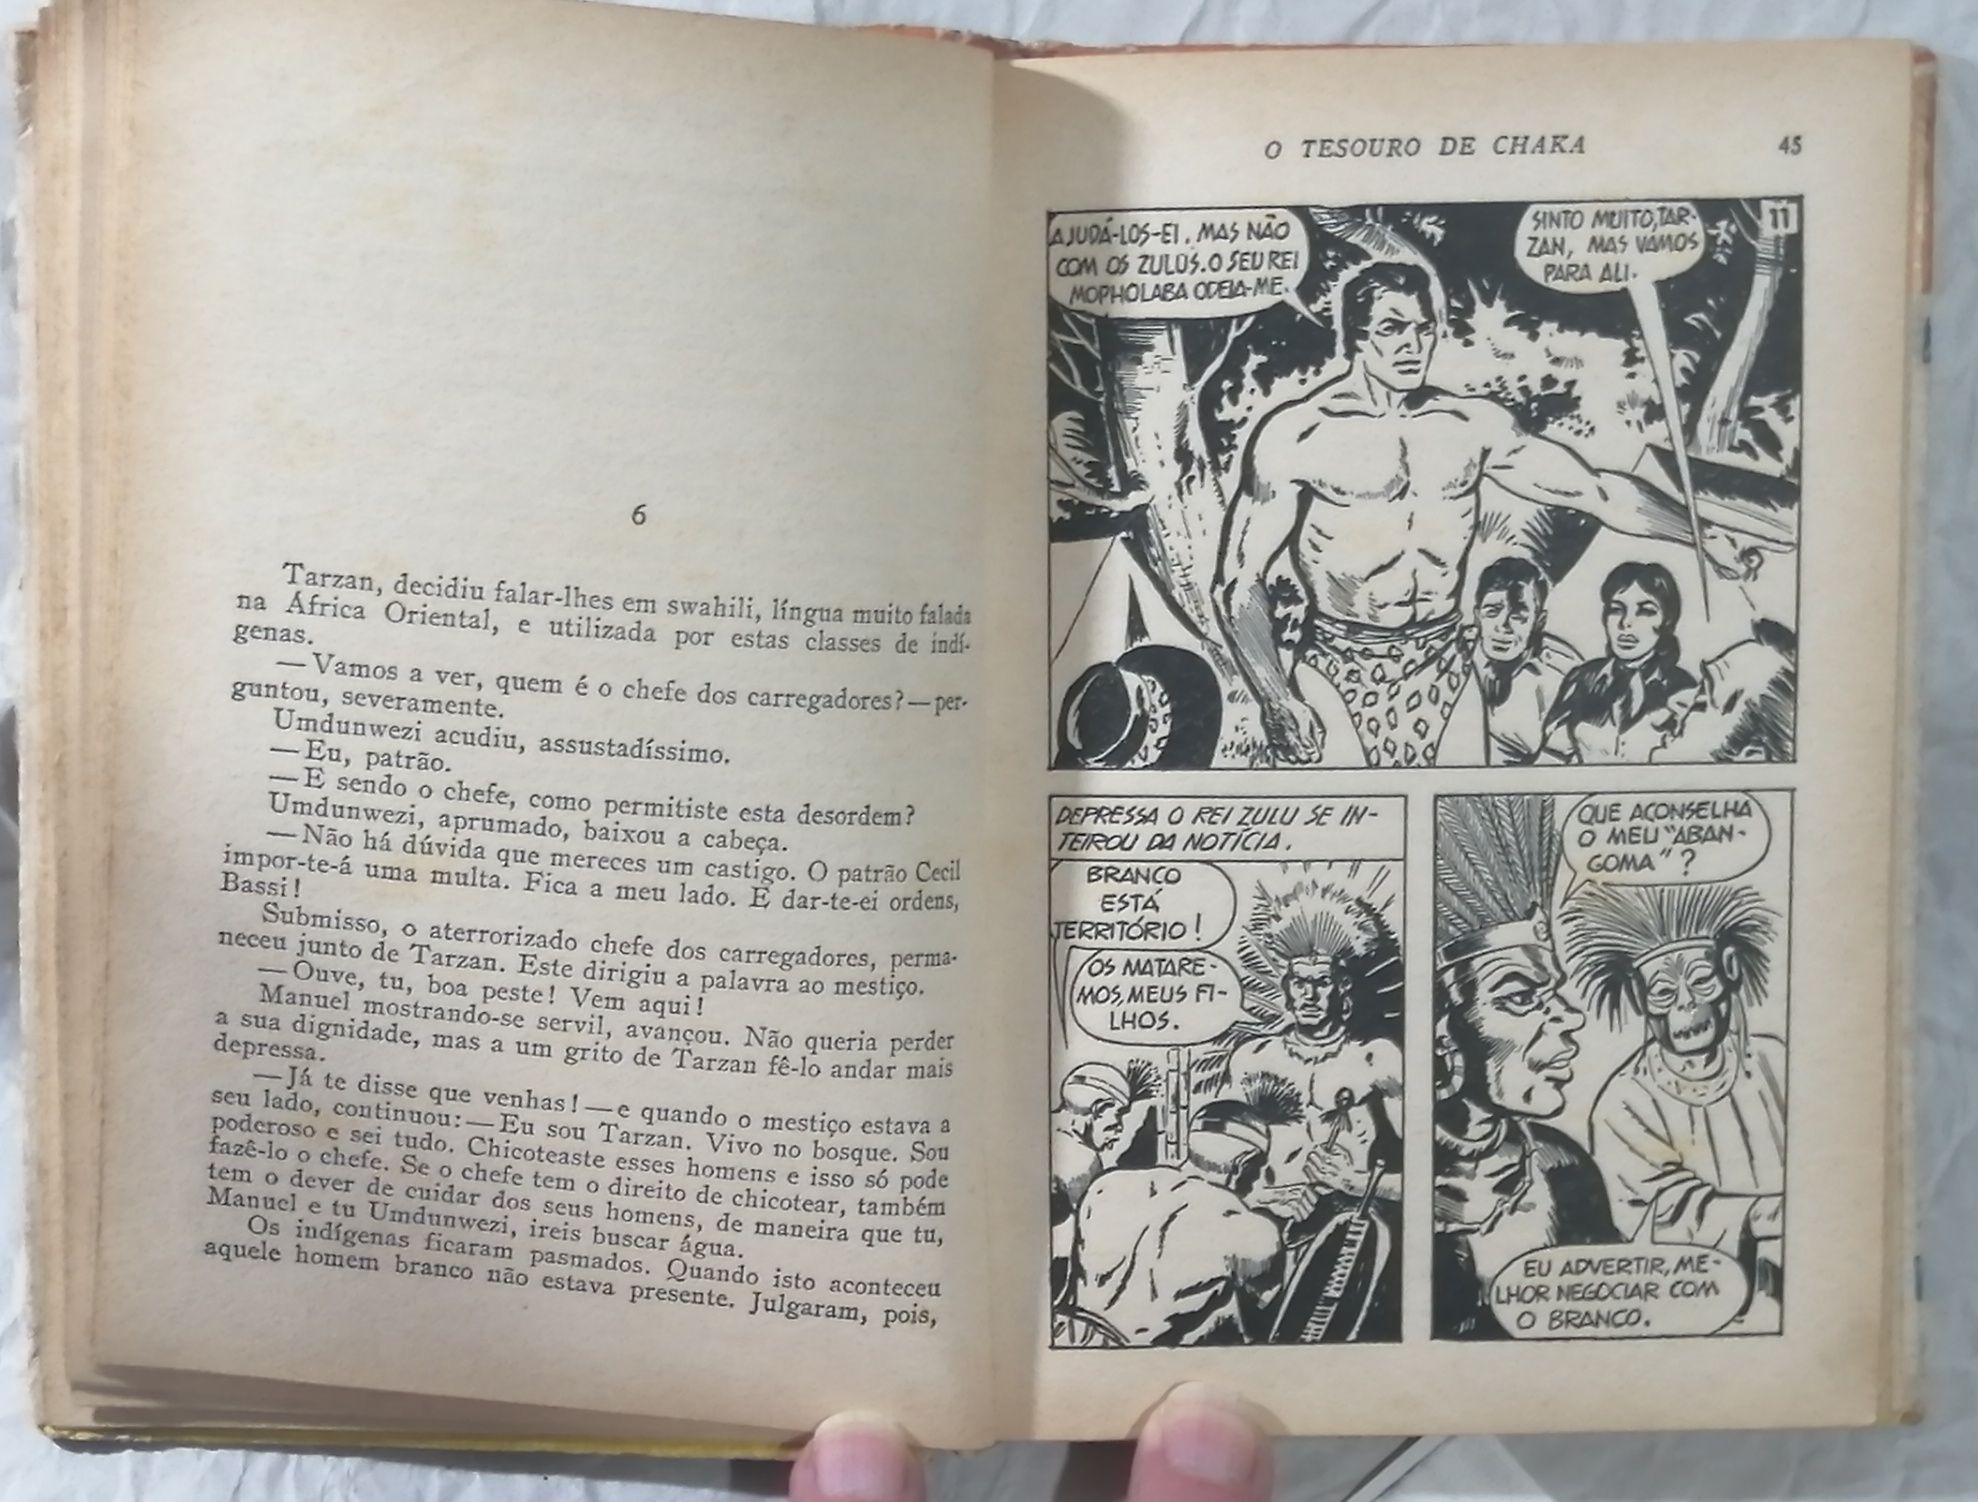 6
Tarzan, decidiu falar-lhes em swahili, língua muito falada
na África Oriental, e utilizada por estas classes de indí-
genas.
— Vamos a ver, quem é o chefe dos carregadores? — per-
guntou, severamente.
Umdunwezi acudiu, assustadíssimo.
— Eu, patrão.
— E sendo o chefe, como permitiste esta desordem?
Umdunwezi, aprumado, baixou a cabeça.
— Não há dúvida que mereces um castigo. O patrão Cecil
impor-te-á uma multa. Fica a meu lado. E dar-te-ei ordens,
Bassi!
Submisso, o aterrorizado chefe dos carregadores, perma-
neceu junto de Tarzan. Este dirigiu a palavra ao mestiço.
— Ouve, tu, boa peste! Vem aqui!
Manuel mostrando-se servil, avançou. Não queria perder
a sua dignidade, mas a um grito de Tarzan fê-lo andar mais
depressa.
— Já te disse que venhas! — e quando o mestiço estava a
seu lado, continuou: — Eu sou Tarzan. Vivo no bosque. Sou
poderoso e sei tudo. Chicoteaste esses homens e isso só pode
fazê-lo o chefe. Se o chefe tem o direito de chicotear, também
tem o dever de cuidar dos seus homens, de maneira que tu,
Manuel e tu Umdunwezi, ireis buscar água.
Os indígenas ficaram pasmados. Quando isto aconteceu
aquele homem branco não estava presente. Julgaram, pois,
O TESOURO DE CHAKA 45
AJUDÁ-LOS-EI. MAS NÃO
COM OS ZULUS. O SEU REI
MOPHOLABA ODEIA-ME.
SINTO MUITO, TAR-
ZAN, MAS VAMOS
PARA ALI.
11
DEPRESSA O REI ZULU SE IN-
TEIROU DA NOTÍCIA.
BRANCO
ESTÁ
TERRITÓRIO!
OS MATARE-
MOS, MEUS FI-
LHOS.
QUE ACONSELHA
O MEU "ABAN-
GOMA"?
EU ADVERTIR, ME-
LHOR NEGOCIAR COM
O BRANCO.